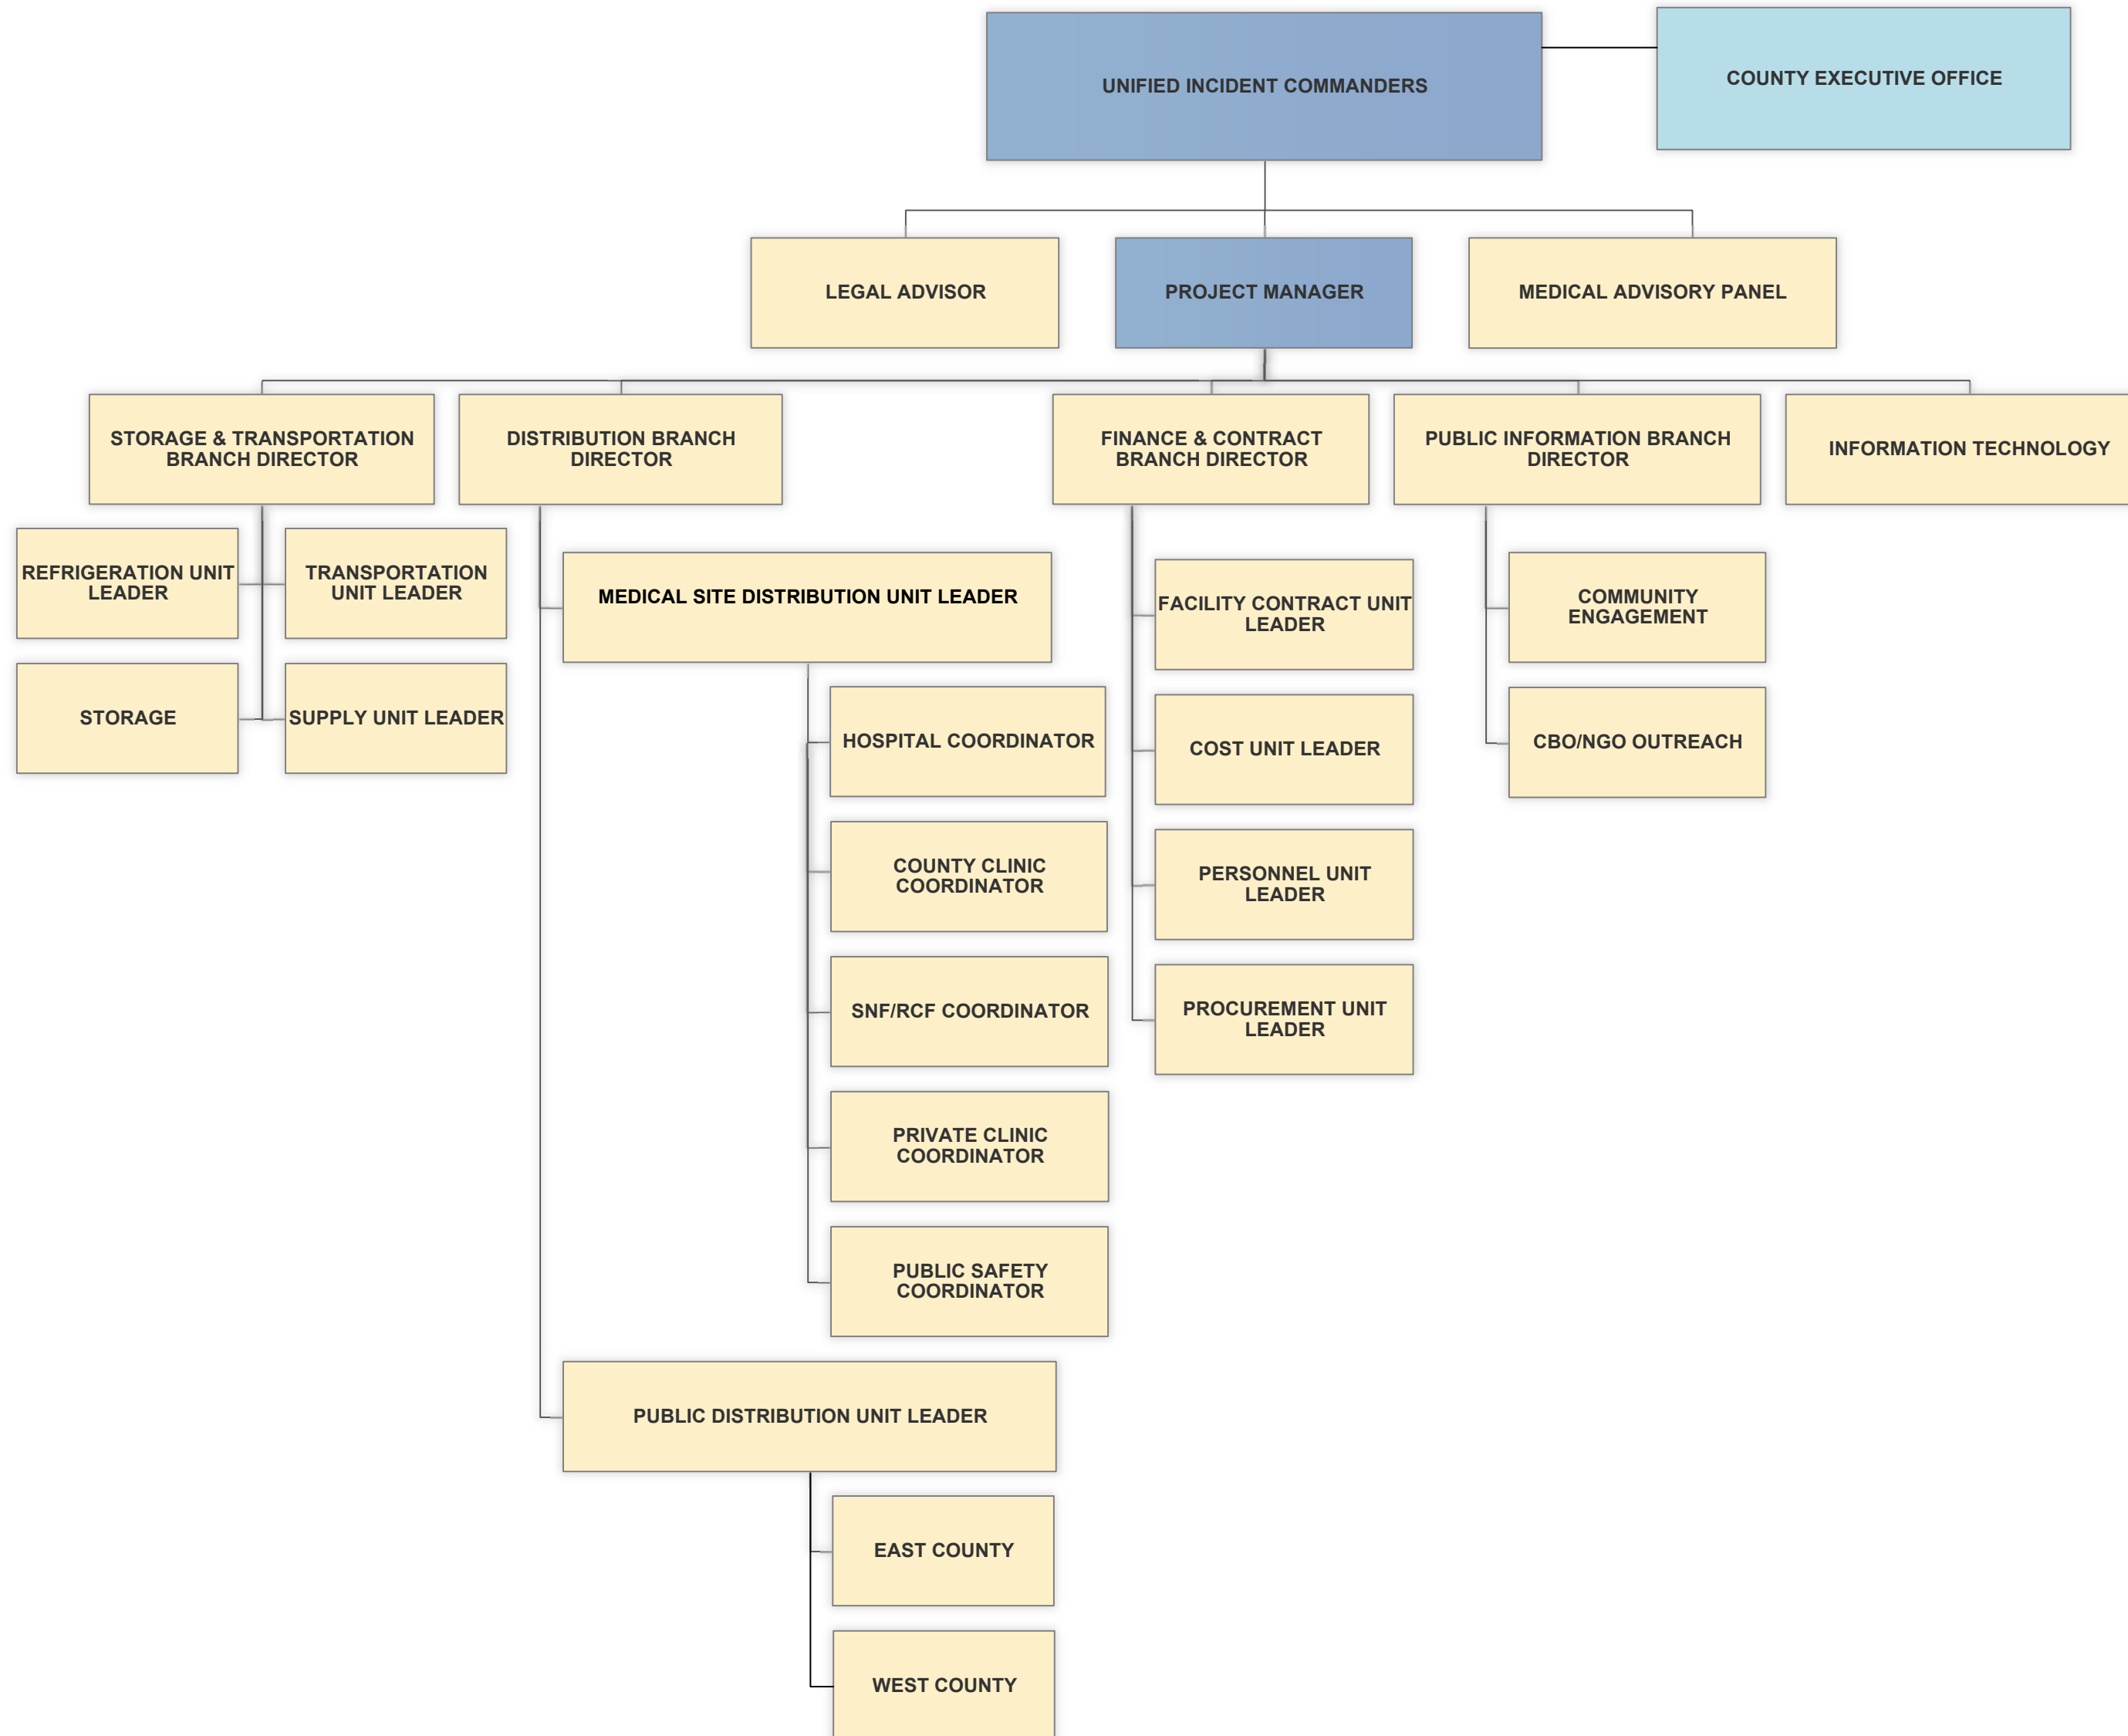 UNIFIED INCIDENT COMMANDERS
COUNTY EXECUTIVE OFFICE
LEGAL ADVISOR
PROJECT MANAGER
MEDICAL ADVISORY PANEL
STORAGE & TRANSPORTATION
BRANCH DIRECTOR
DISTRIBUTION BRANCH
DIRECTOR
FINANCE & CONTRACT
BRANCH DIRECTOR
PUBLIC INFORMATION BRANCH
DIRECTOR
INFORMATION TECHNOLOGY
REFRIGERATION UNIT
LEADER
TRANSPORTATION
UNIT LEADER
STORAGE
SUPPLY UNIT LEADER
MEDICAL SITE DISTRIBUTION UNIT LEADER
HOSPITAL COORDINATOR
COUNTY CLINIC
COORDINATOR
SNF/RCF COORDINATOR
PRIVATE CLINIC
COORDINATOR
PUBLIC SAFETY
COORDINATOR
PUBLIC DISTRIBUTION UNIT LEADER
EAST COUNTY
WEST COUNTY
FACILITY CONTRACT UNIT
LEADER
COST UNIT LEADER
PERSONNEL UNIT
LEADER
PROCUREMENT UNIT
LEADER
COMMUNITY
ENGAGEMENT
CBO/NGO OUTREACH